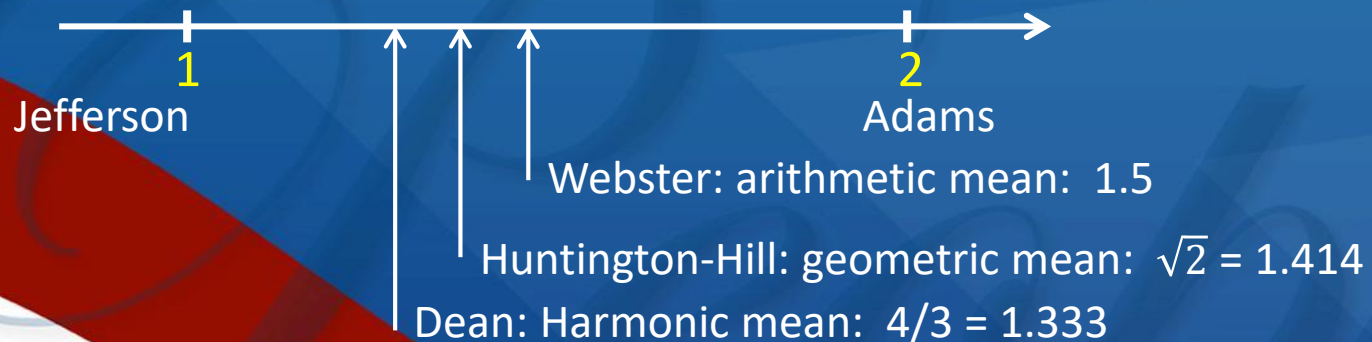 1 2
Jefferson Adams
Webster: arithmetic mean: 1.5
Huntington-Hill: geometric mean: √2 = 1.414
Dean: Harmonic mean: 4/3 = 1.333